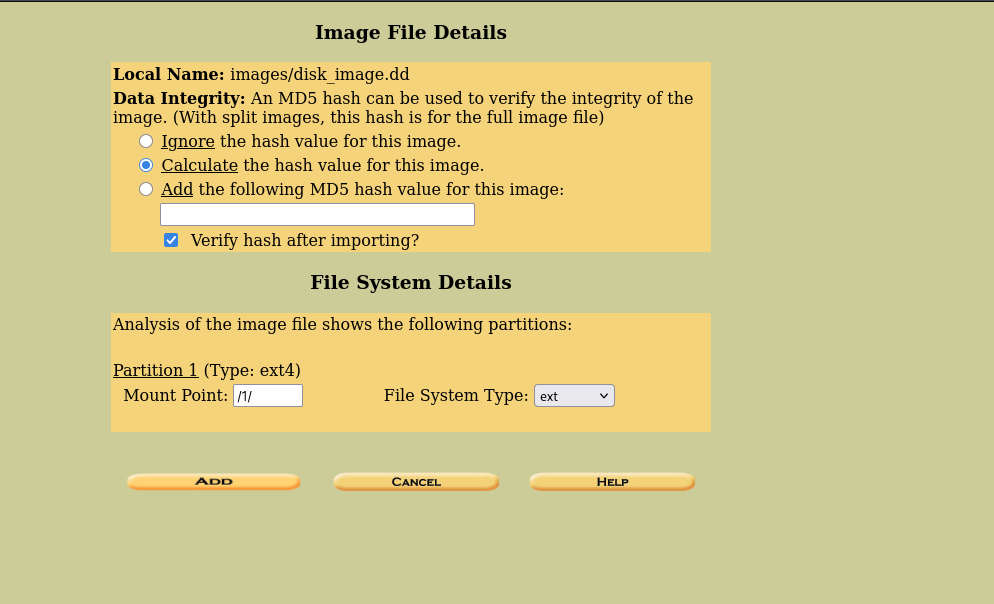 Image File Details
Local Name: images/disk_image.dd
Data Integrity: An MD5 hash can be used to verify the integrity of the
image. (With split images, this hash is for the full image file)
Ignore the hash value for this image.
Calculate the hash value for this image.
Add the following MD5 hash value for this image:
Verify hash after importing?
File System Details
Analysis of the image file shows the following partitions:
Partition 1 (Type: ext4)
Mount Point: /1/ File System Type: ext
ADD CANCEL HELP